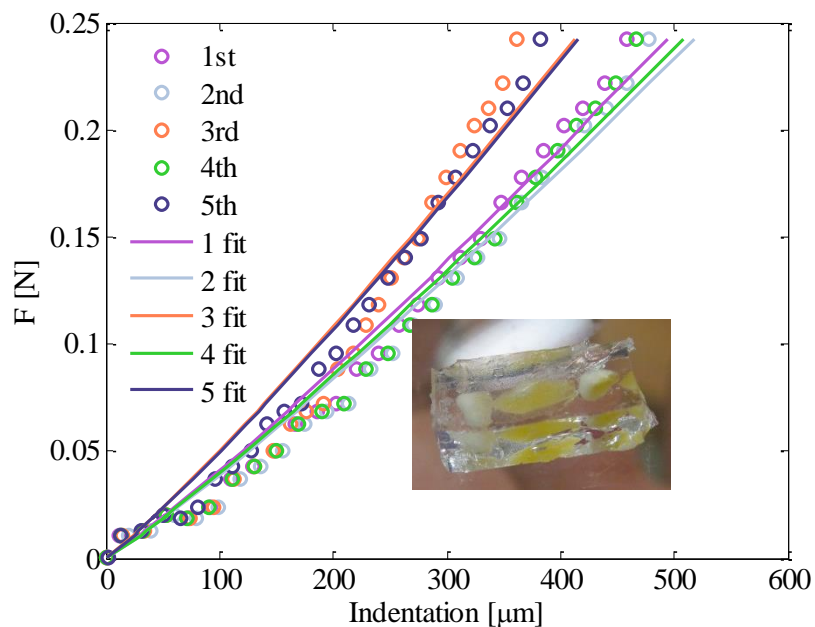 0.25
0.2
0.15
0.1
0.05
0
F [N]
1st
2nd
3rd
4th
5th
1 fit
2 fit
3 fit
4 fit
5 fit
0 100 200 300 400 500 600
Indentation [μm]